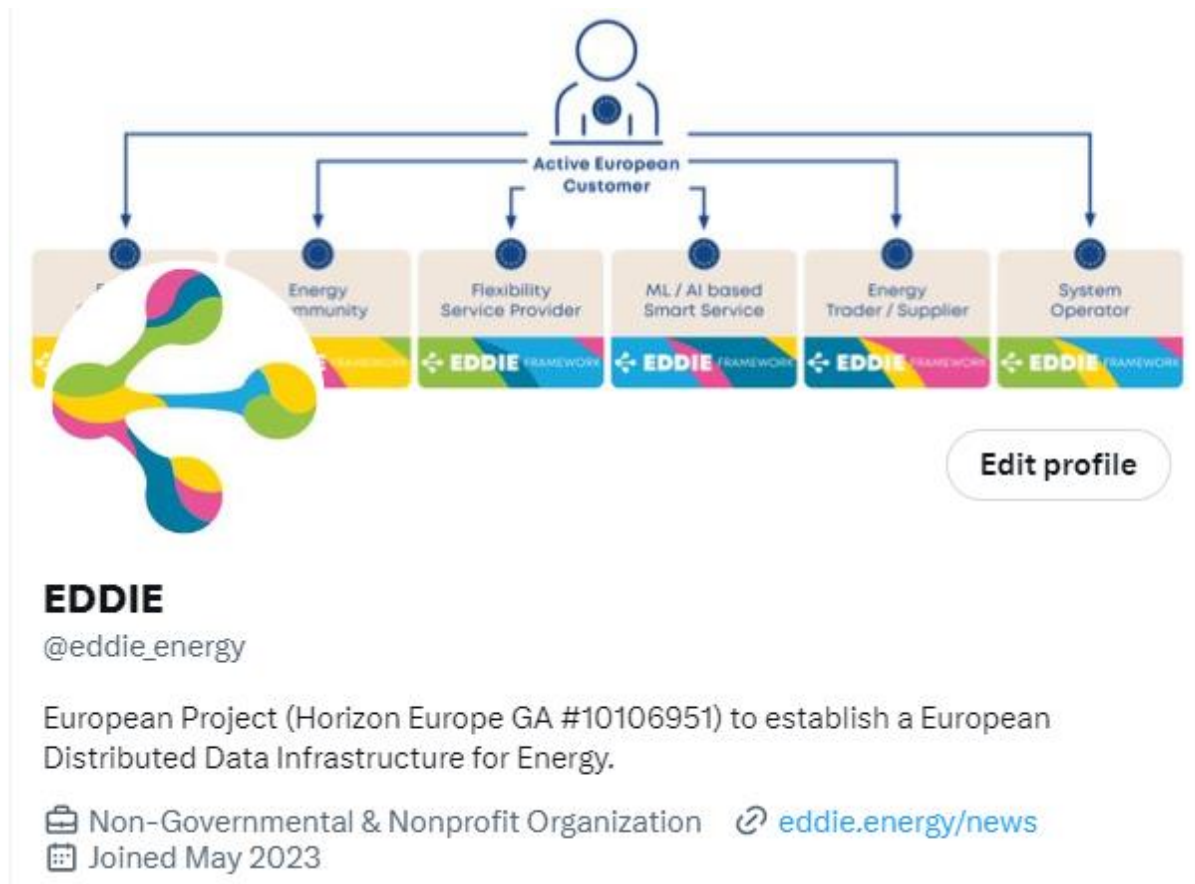 Active European
Customer
Energy
mmunity
Flexibility
Service Provider
ML / AI based
Smart Service
Energy
Trader / Supplier
System
Operator
FRAMEWORK
EDDIE FRAMEWORK
EDDIE FRAMEWORK
EDDIE FRAMEWORK
EDDIE FRAMEWORK
Edit profile
EDDIE
@eddie_energy
European Project (Horizon Europe GA #10106951) to establish a European
Distributed Data Infrastructure for Energy.
Non-Governmental & Nonprofit Organization eddie.energy/news
Joined May 2023